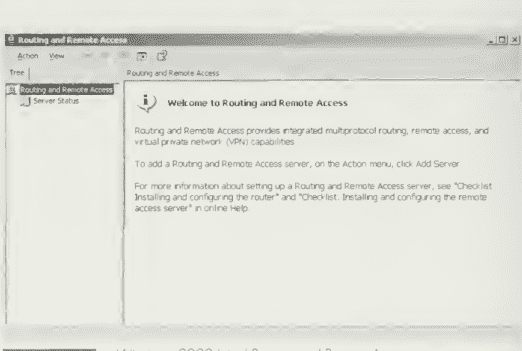 Routing and Remote Access
Action View
Tree
Routing and Remote Access
Routing and Remote Access
Server Status
Welcome to Routing and Remote Access
Routing and Remote Access provides integrated multiprotocol routing, remote access, and
virtual private network (VPN) capabilities
To add a Routing and Remote Access server, on the Action menu, click Add Server
For more information about setting up a Routing and Remote Access server, see "Checklist
Installing and configuring the router" and "Checklist. Installing and configuring the remote
access server" in online Help.